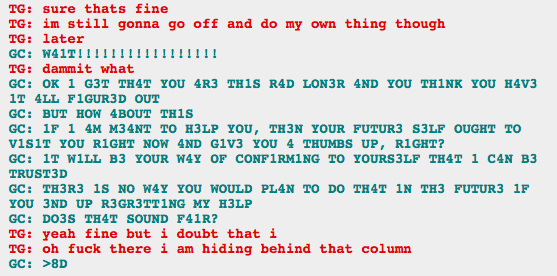 TG: sure thats fine
TG: im still gonna go off and do my own thing though
TG: later
GC: W41T!!!!!!!!!!!!!!!!!
TG: dammit what
GC: OK 1 G3T TH4T YOU 4R3 TH1S R4D LON3R 4ND YOU TH1NK YOU H4V3
1T 4LL F1GUR3D OUT
GC: BUT HOW 4BOUT TH1S
GC: 1F 1 4M M34NT TO H3LP YOU, TH3N YOUR FUTUR3 S3LF OUGHT TO
V1S1T YOU R1GHT NOW 4ND G1V3 YOU 4 THUMBS UP, R1GHT?
GC: 1T W1LL B3 YOUR W4Y OF CONF1RM1NG TO YOURS3LF TH4T 1 C4N B3
TRUST3D
GC: TH3R3 1S NO W4Y YOU WOULD PL4N TO DO TH4T 1N TH3 FUTUR3 1F
YOU 3ND UP R3GR3TT1NG MY H3LP
GC: DO3S TH4T SOUND F41R?
TG: yeah fine but i doubt that i
TG: oh fuck there i am hiding behind that column
GC: >8D